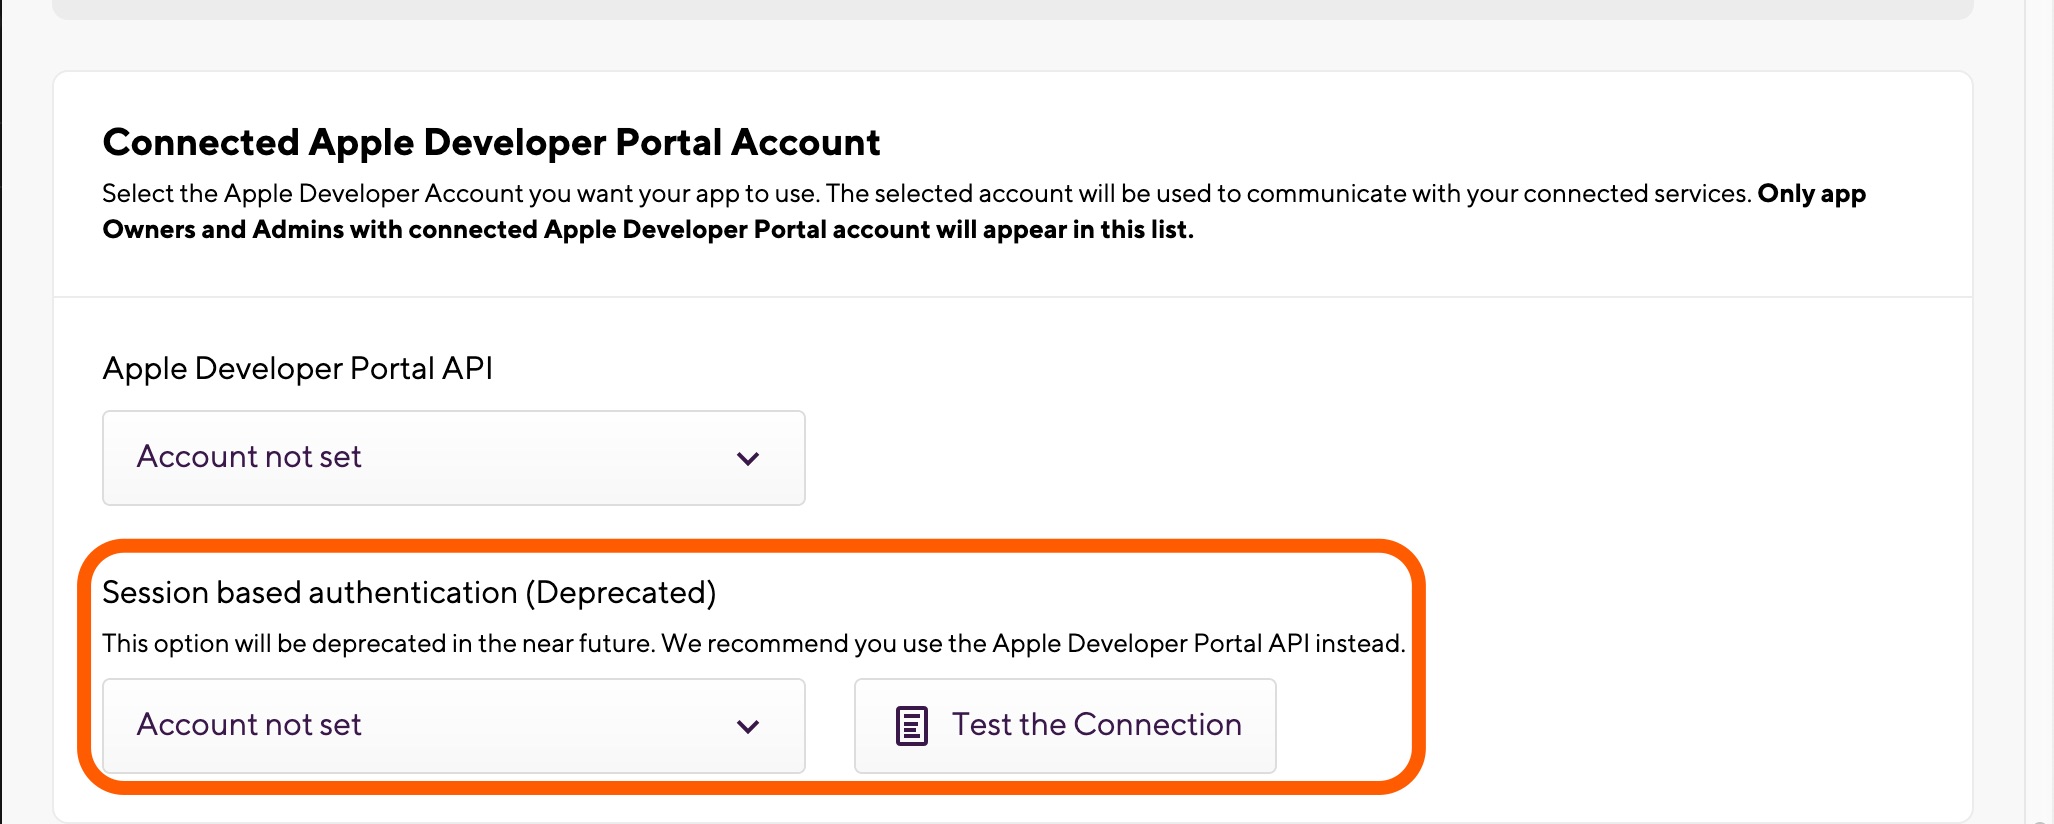 Connected Apple Developer Portal Account
Select the Apple Developer Account you want your app to use. The selected account will be used to communicate with your connected services. Only app
Owners and Admins with connected Apple Developer Portal account will appear in this list.
Apple Developer Portal API
Account not set
Session based authentication (Deprecated)
This option will be deprecated in the near future. We recommend you use the Apple Developer Portal API instead.
Account not set
Test the Connection